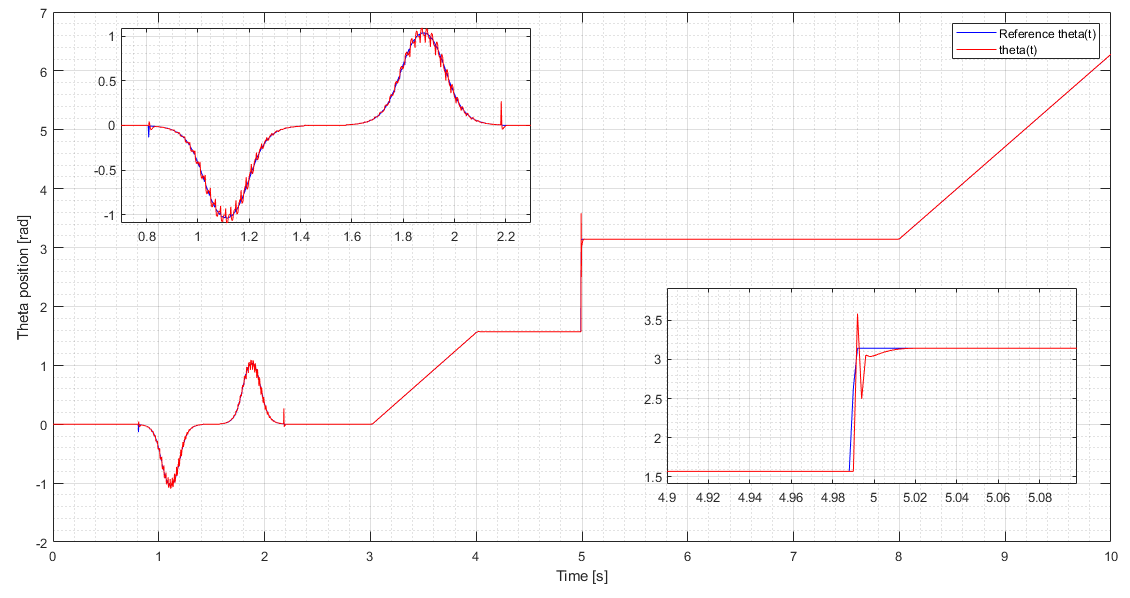 7
6
5
4
3
2
1
0
-1
-2
0 1 2 3 4 5 6 7 8 9 10
Theta position [rad]
Time [s]
Reference theta(t)
theta(t)
1
0.5
0
-0.5
-1
0.8 1 1.2 1.4 1.6 1.8 2 2.2
3.5
3
2.5
2
1.5
4.9 4.92 4.94 4.96 4.98 5 5.02 5.04 5.06 5.08